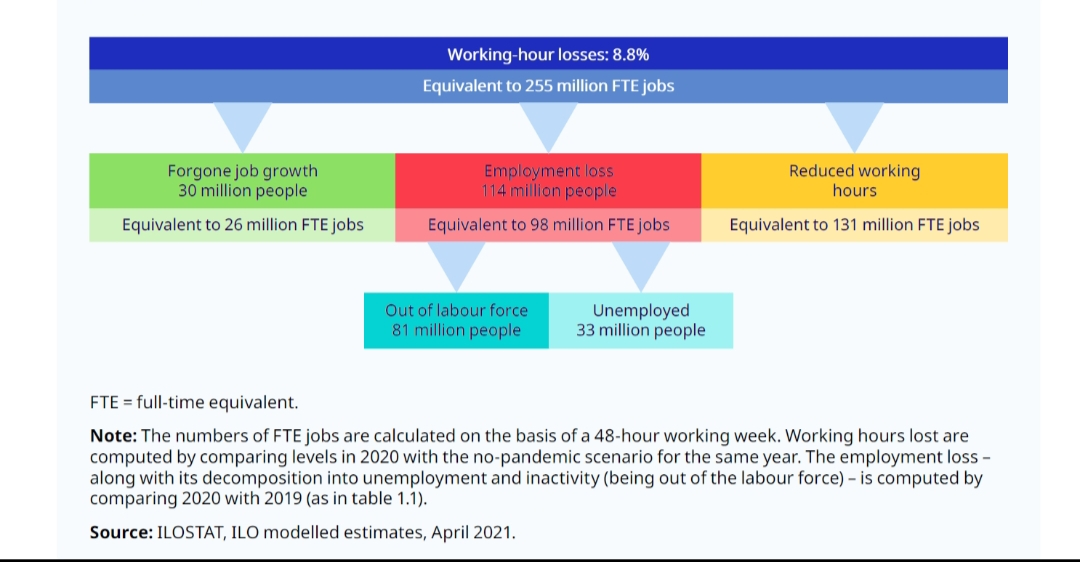 Working-hour losses: 8.8%
Equivalent to 255 million FTE jobs
Forgone job growth
30 million people
Employment loss
114 million people
Reduced working
hours
Equivalent to 26 million FTE jobs
Equivalent to 98 million FTE jobs
Equivalent to 131 million FTE jobs
Out of labour force
81 million people
Unemployed
33 million people
FTE = full-time equivalent.
Note: The numbers of FTE jobs are calculated on the basis of a 48-hour working week. Working hours lost are
computed by comparing levels in 2020 with the no-pandemic scenario for the same year. The employment loss –
along with its decomposition into unemployment and inactivity (being out of the labour force) – is computed by
comparing 2020 with 2019 (as in table 1.1).
Source: ILOSTAT, ILO modelled estimates, April 2021.